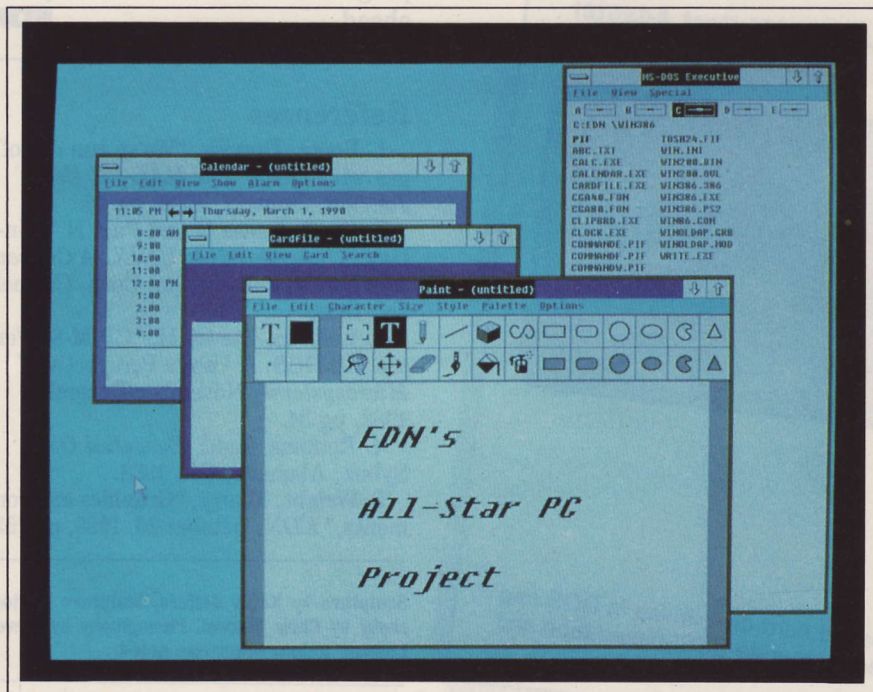 MS-DOS Executive
File View Special
A B C D E
C:EDN \WIN386
PIF TOSH24.FIF
ABC.TXT WIN.INI
CALC.EXE WIN200.BIN
CALENDAR.EXE WIN200.OVL
CARDFILE.EXE WIN386.386
CGA40.FON WIN386.EXE
CGA80.FON WIN386.PS2
CLIPBRD.EXE WINR6.COM
CLOCK.EXE WINOLDAP.GRB
COMMANDE.PIF WINOLDAP.MOD
COMMANDF.PIF WRITE.EXE
COMMANDW.PIF
Calendar - (untitled)
File Edit View Show Alarm Options
11:05 PM Thursday, March 1, 1990
8:00 AM
9:00
10:00
11:00
12:00 PM
1:00
2:00
3:00
4:00
Cardfile - (untitled)
File Edit View Card Search
Paint - (untitled)
File Edit Character Size Style Palette Options
T T
EDN's
All-Star PC
Project